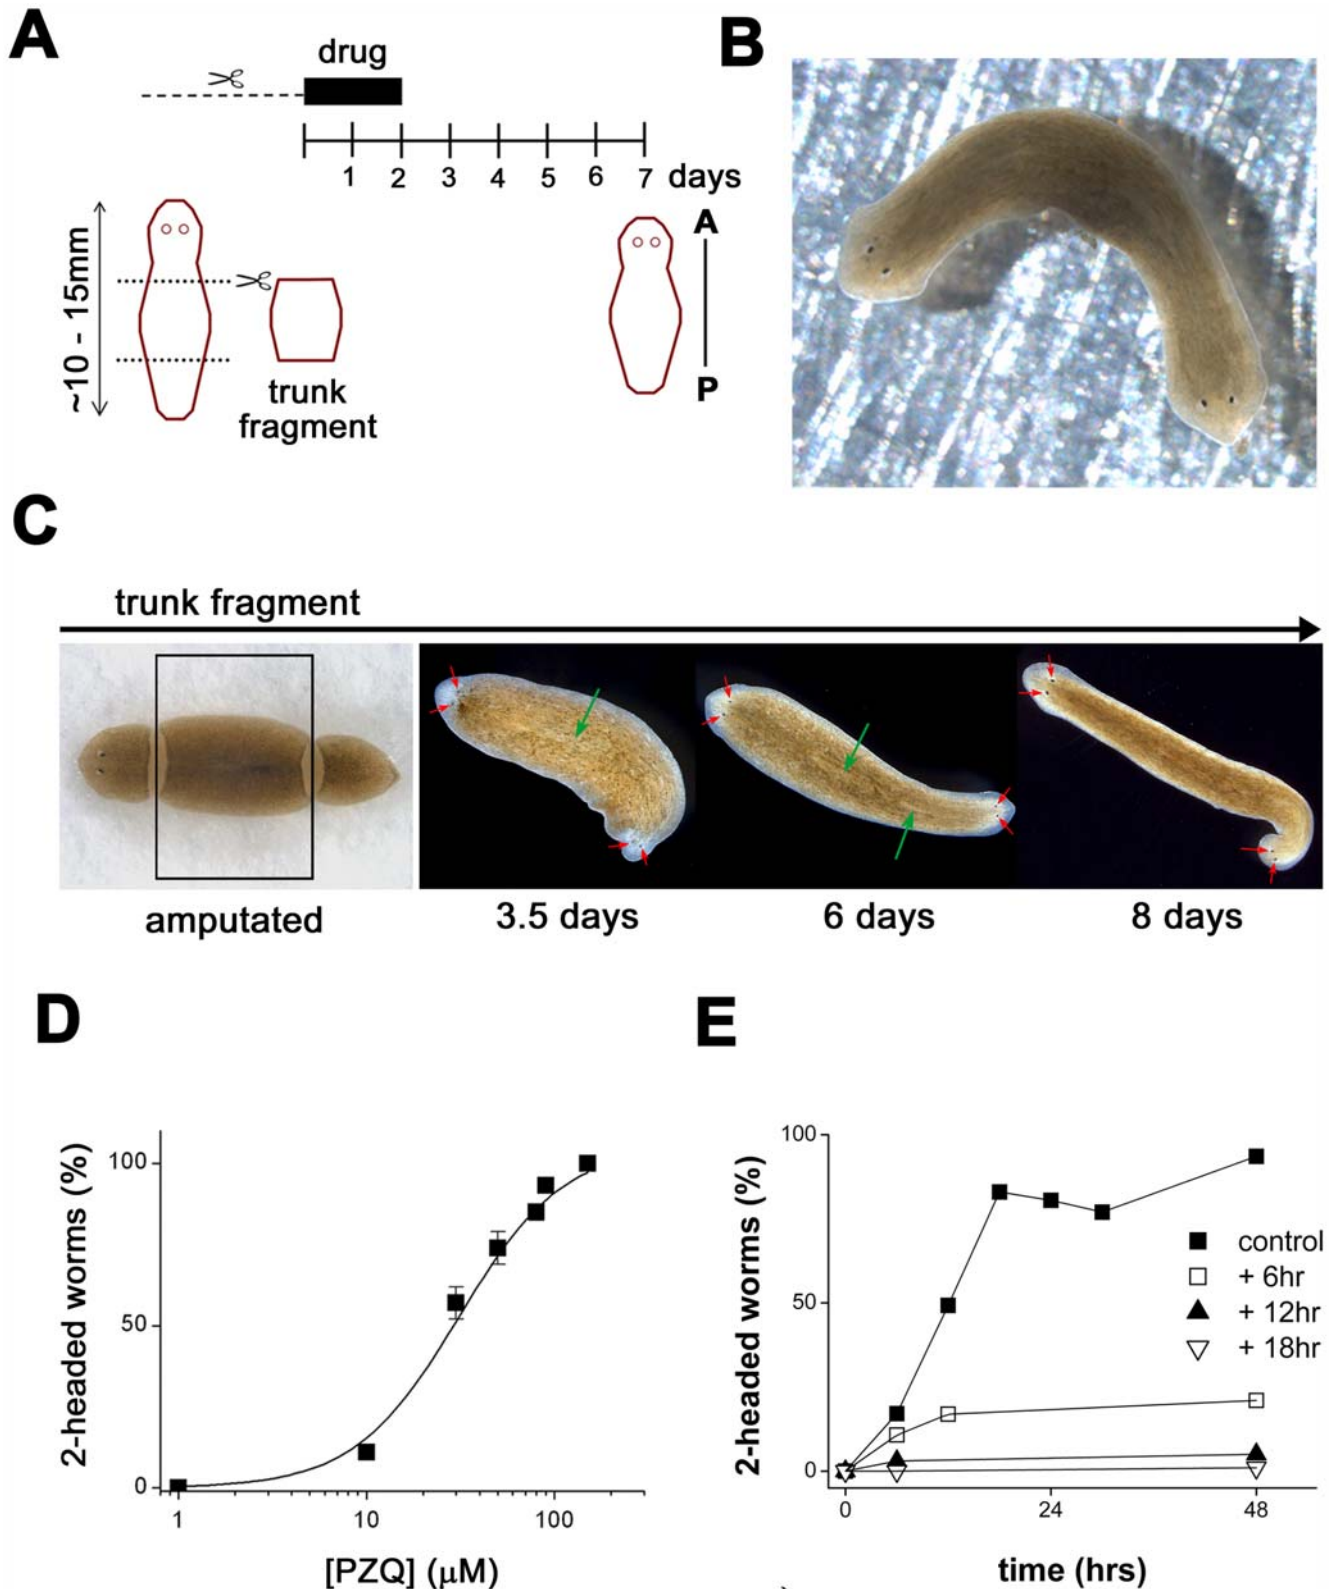 A
drug
1 2 3 4 5 6 7 days
~10 - 15mm
trunk
fragment
A
P
B
C
trunk fragment
amputated
3.5 days
6 days
8 days
D
2-headed worms (%)
100
50
0
1
10
100
[PZQ] (μM)
E
2-headed worms (%)
100
50
0
0
24
48
time (hrs)
control
+ 6hr
+ 12hr
+ 18hr